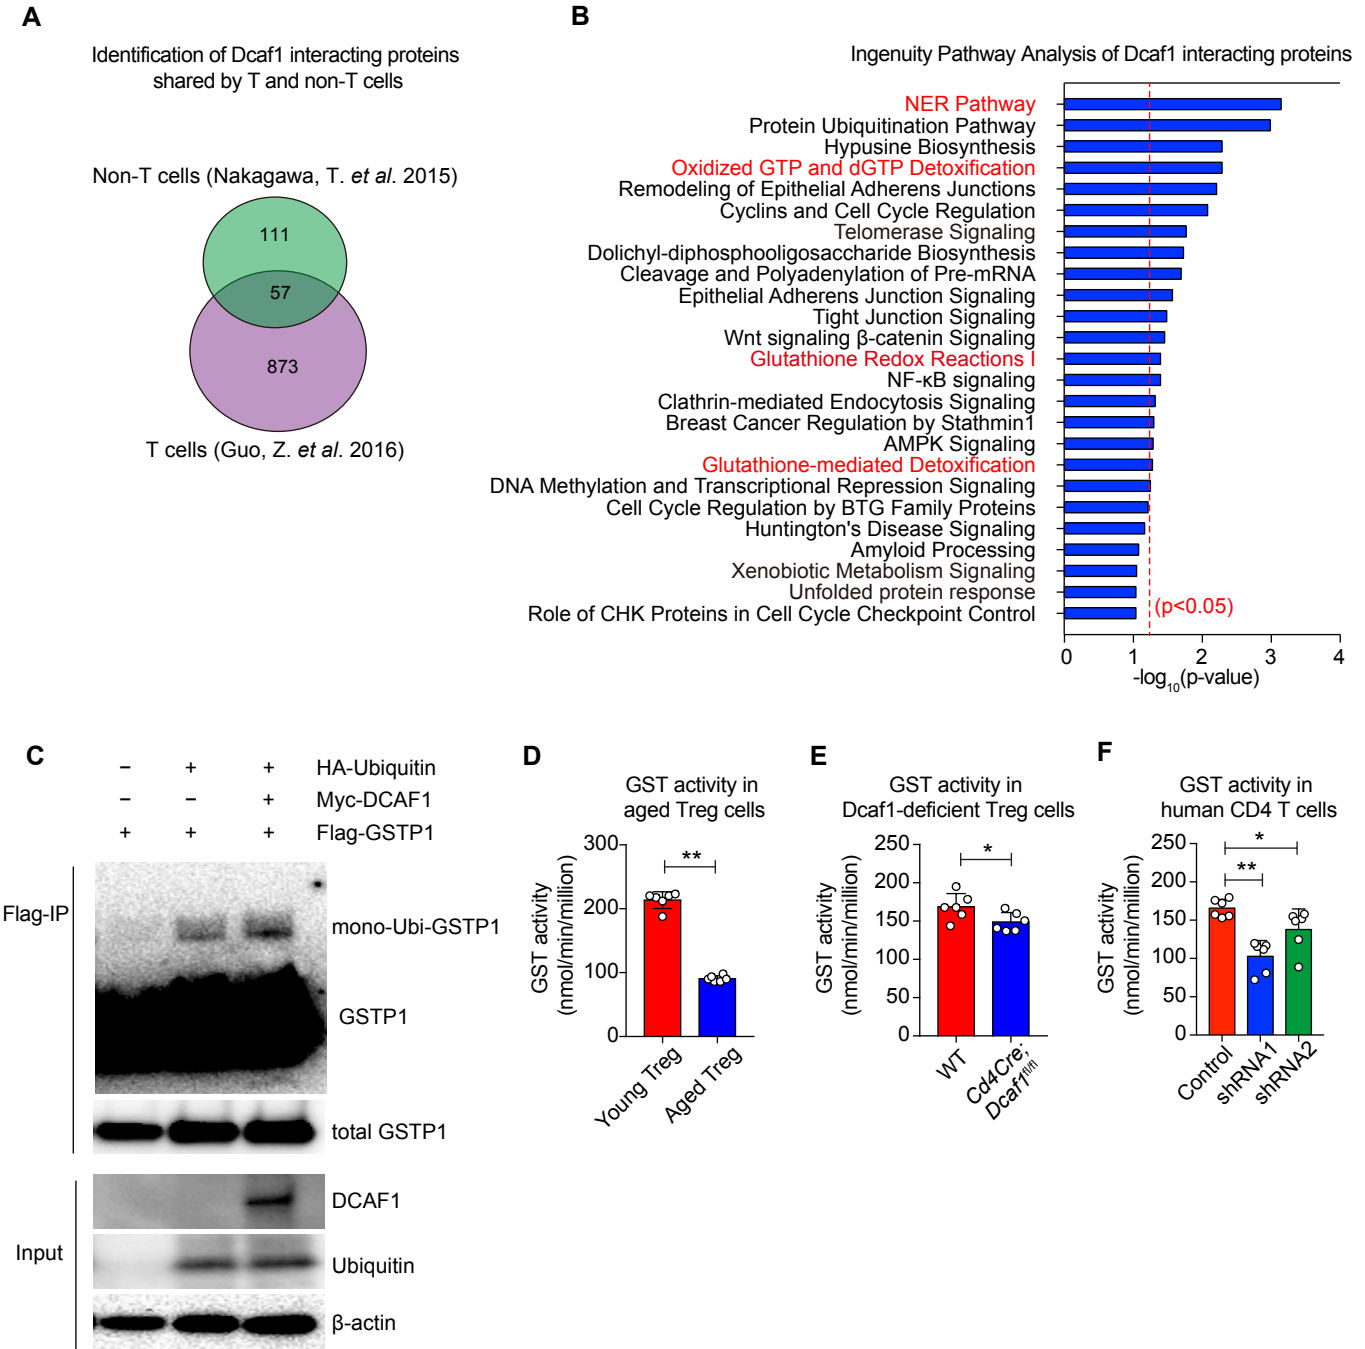 A
Identification of Dcaf1 interacting proteins
shared by T and non-T cells
Non-T cells (Nakagawa, T. et al. 2015)
111
57
873
T cells (Guo, Z. et al. 2016)
B
Ingenuity Pathway Analysis of Dcaf1 interacting proteins
NER Pathway
Protein Ubiquitination Pathway
Hypusine Biosynthesis
Oxidized GTP and dGTP Detoxification
Remodeling of Epithelial Adherens Junctions
Cyclins and Cell Cycle Regulation
Telomerase Signaling
Dolichyl-diphosphooligosaccharide Biosynthesis
Cleavage and Polyadenylation of Pre-mRNA
Epithelial Adherens Junction Signaling
Tight Junction Signaling
Wnt signaling β-catenin Signaling
Glutathione Redox Reactions I
NF-κB signaling
Clathrin-mediated Endocytosis Signaling
Breast Cancer Regulation by Stathmin1
AMPK Signaling
Glutathione-mediated Detoxification
DNA Methylation and Transcriptional Repression Signaling
Cell Cycle Regulation by BTG Family Proteins
Huntington's Disease Signaling
Amyloid Processing
Xenobiotic Metabolism Signaling
Unfolded protein response
Role of CHK Proteins in Cell Cycle Checkpoint Control
(p<0.05)
0 1 2 3 4
-log10(p-value)
C
− + + HA-Ubiquitin
− − + Myc-DCAF1
+ + + Flag-GSTP1
Flag-IP
mono-Ubi-GSTP1
GSTP1
total GSTP1
Input
DCAF1
Ubiquitin
β-actin
D
GST activity in
aged Treg cells
GST activity
(nmol/min/million)
300
200
100
0
**
Young Treg
Aged Treg
E
GST activity in
Dcaf1-deficient Treg cells
GST activity
(nmol/min/million)
250
200
150
100
50
0
*
WT
Cd4Cre;
Dcaf1fl/fl
F
GST activity in
human CD4 T cells
GST activity
(nmol/min/million)
250
200
150
100
50
0
*
**
Control
shRNA1
shRNA2